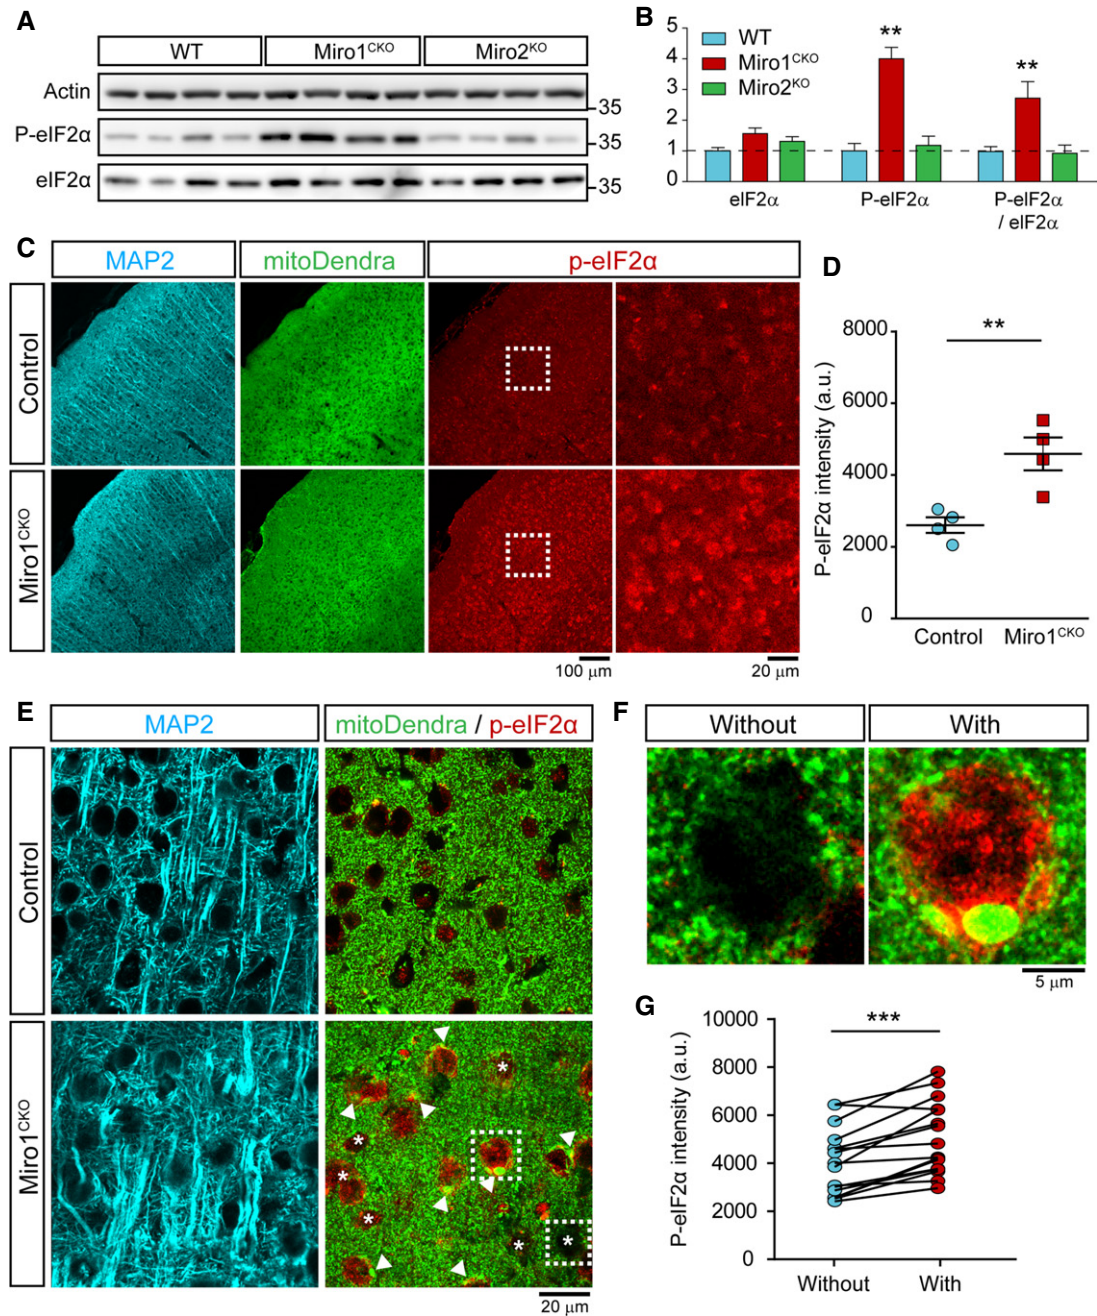 A
WT
Miro1CKO
Miro2KO
Actin
P-eIF2α
eIF2α
35
35
35
B
5
4
3
2
1
0
WT
Miro1CKO
Miro2KO
**
**
eIF2α
P-eIF2α
P-eIF2α
/ eIF2α
C
MAP2
mitoDendra
p-eIF2α
Control
Miro1CKO
100 µm
20 µm
D
P-eIF2α intensity (a.u.)
8000
6000
4000
2000
0
**
Control
Miro1CKO
E
MAP2
mitoDendra / p-eIF2α
Control
Miro1CKO
*
*
*
*
*
*
20 µm
F
Without
With
5 µm
G
P-eIF2α intensity (a.u.)
10000
8000
6000
4000
2000
0
***
Without
With